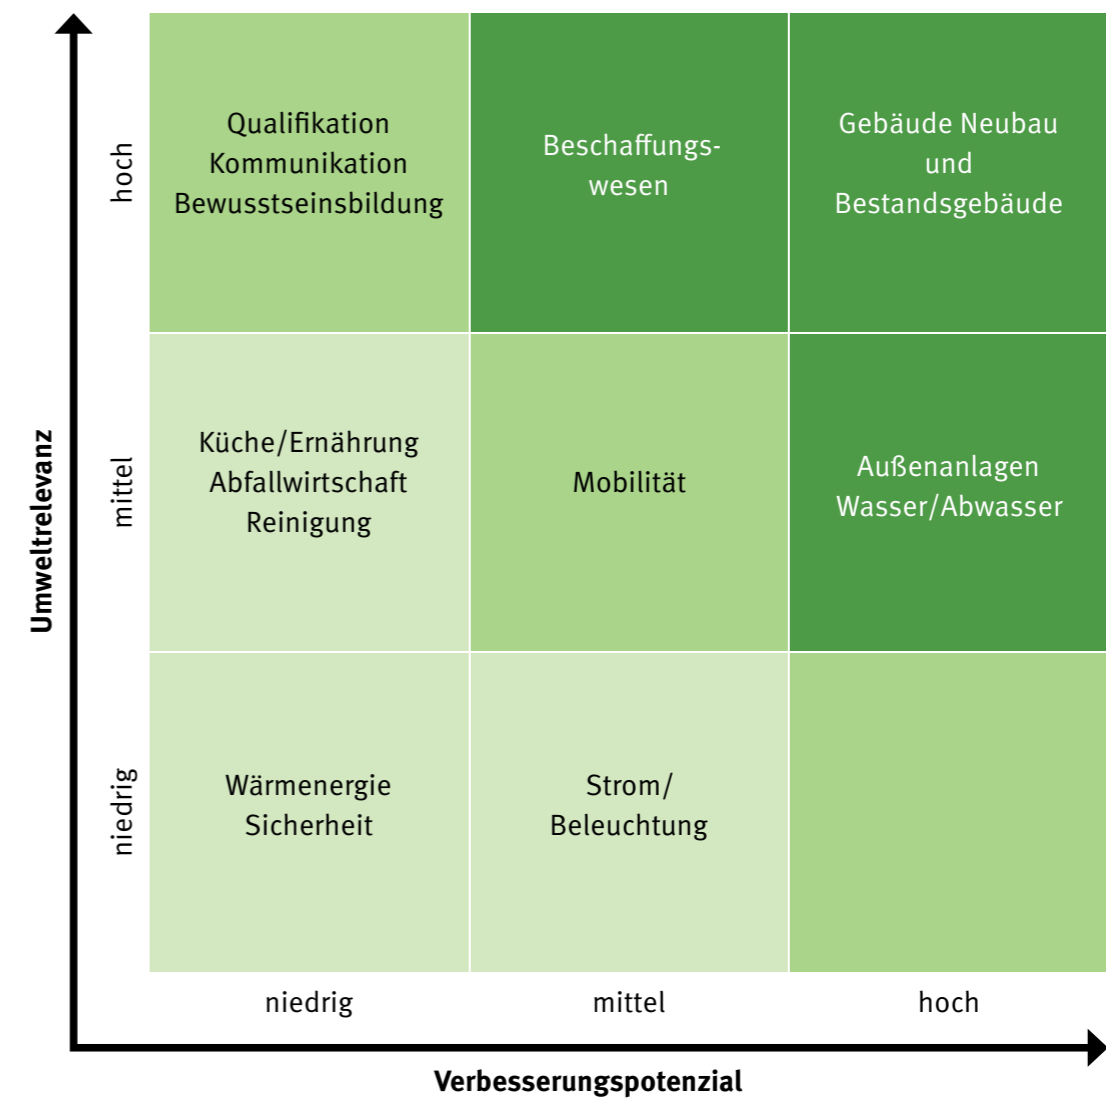 Umweltrelevanz
hoch
Qualifikation
Kommunikation
Bewusstseinsbildung
Beschaffungs-
wesen
Gebäude Neubau
und
Bestandsgebäude
mittel
Küche/Ernährung
Abfallwirtschaft
Reinigung
Mobilität
Außenanlagen
Wasser/Abwasser
niedrig
Wärmenergie
Sicherheit
Strom/
Beleuchtung
niedrig
mittel
hoch
Verbesserungspotenzial